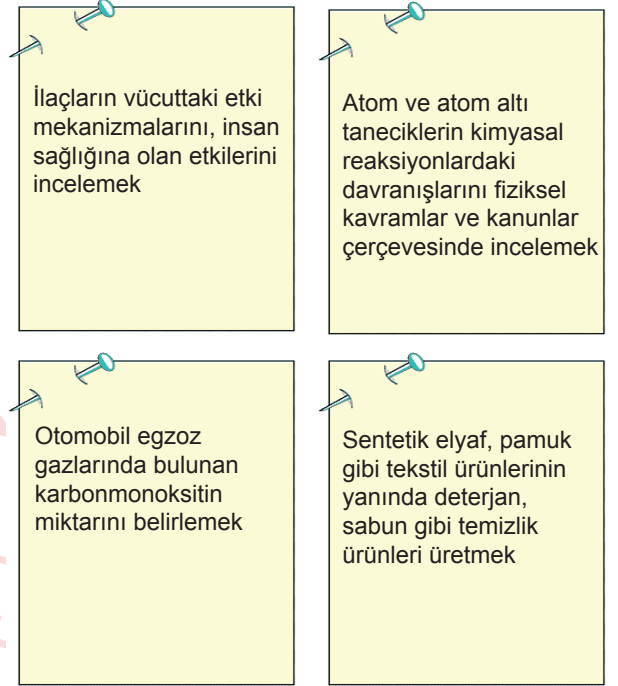 İlaçların vücuttaki etki
mekanizmalarını, insan
sağlığına olan etkilerini
incelemek
Atom ve atom altı
taneciklerin kimyasal
reaksiyonlardaki
davranışlarını fiziksel
kavramlar ve kanunlar
çerçevesinde incelemek
Otomobil egzoz
gazlarında bulunan
karbonmonoksitin
miktarını belirlemek
Sentetik elyaf, pamuk
gibi tekstil ürünlerinin
yanında deterjan,
sabun gibi temizlik
ürünleri üretmek